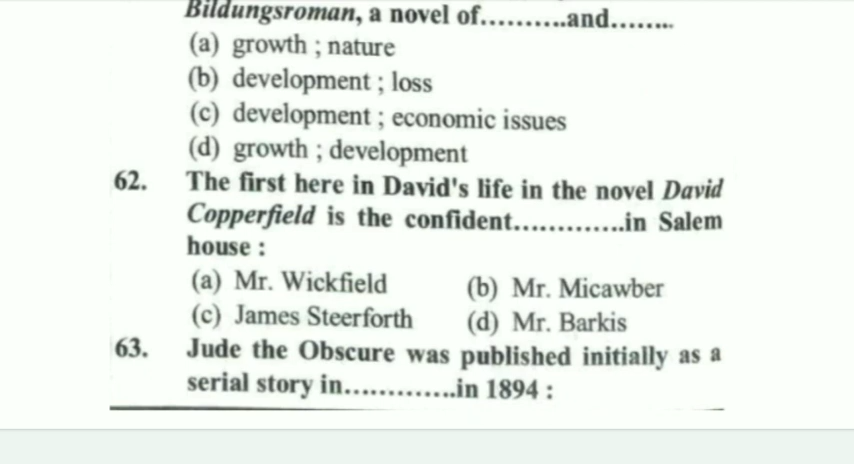 Bildungsroman, a novel of..........and........
(a) growth ; nature
(b) development ; loss
(c) development ; economic issues
(d) growth ; development
62. The first here in David's life in the novel David
Copperfield is the confident.............in Salem
house :
(a) Mr. Wickfield (b) Mr. Micawber
(c) James Steerforth (d) Mr. Barkis
63. Jude the Obscure was published initially as a
serial story in.............in 1894 :